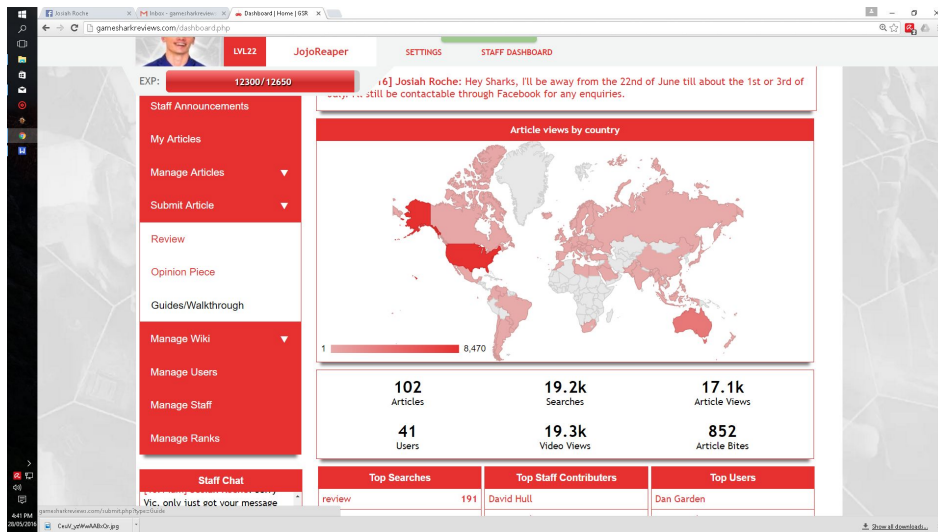 Josiah Roche
Dashboard | Home | GSR
gamesharkreviews.com/dashboard.php
LVL22
JojoReaper
SETTINGS
STAFF DASHBOARD
EXP:
12300/12650
16] Josiah Roche: Hey Sharks, I'll be away from the 22nd
of June till about the 1st or 3rd of
still be contactable through Facebook for any enquiries.
Staff Announcements
My Articles
Manage Articles
Submit Article
Review
Opinion Piece
Guides/Walkthrough
Manage Wiki
Manage Users
Manage Staff
Manage Ranks
Article views by country
1
8,470
102
Articles
19.2k
Searches
17.1k
Article Views
41
Users
19.3k
Video Views
852
Article Bites
Staff Chat
Vic, only just got your message
Top Searches
review 191
Top Staff Contributors
David Hull
Top Users
Dan Garden
gamesharkreviews.com/submit.php?type=Guide
4:41 PM
28/05/2016
Show all downloads...